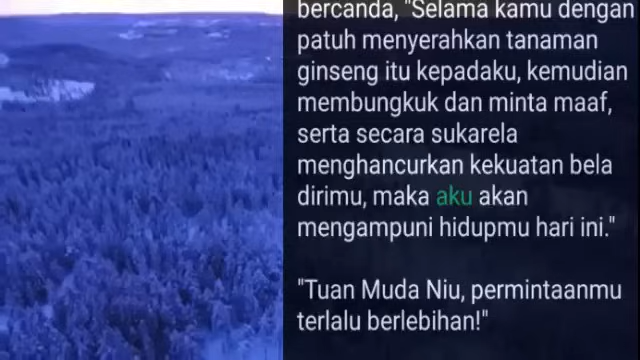 bercanda, "Selama kamu dengan
patuh menyerahkan tanaman
ginseng itu kepadaku, kemudian
membungkuk dan minta maaf,
serta secara sukarela
menghancurkan kekuatan bela
dirimu, maka aku akan
mengampuni hidupmu hari ini."
"Tuan Muda Niu, permintaanmu
terlalu berlebihan!"